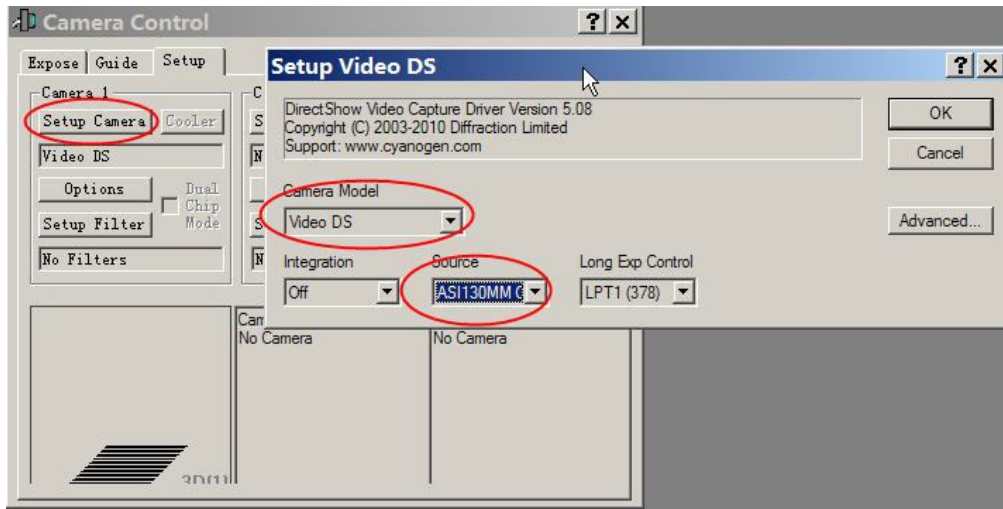 Camera Control
Expose Guide Setup
Camera 1
Setup Camera Cooler
Video DS
Options Dual Chip Mode
Setup Filter
No Filters
Setup Video DS
DirectShow Video Capture Driver Version 5.08
Copyright (C) 2003-2010 Diffraction Limited
Support: www.cyanogen.com
OK
Cancel
Camera Model
Video DS
Advanced...
Integration Source Long Exp Control
Off ASI130MM LPT1 (378)
No Camera No Camera